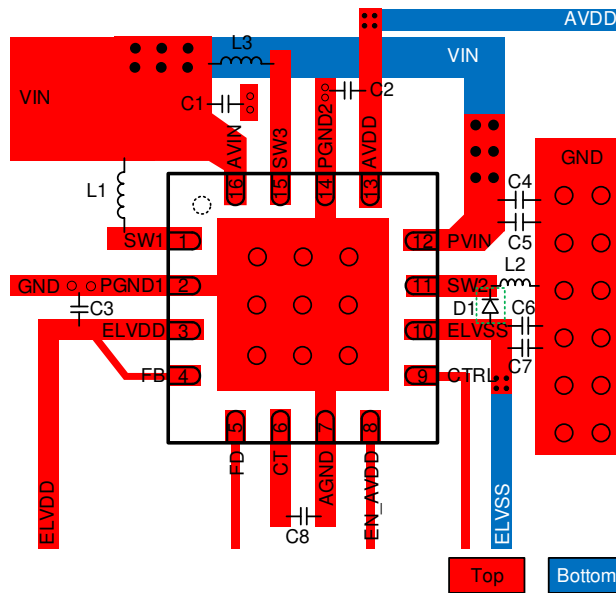 AVDD
L3
VIN
VIN
C1
C2
AVIN
SW3
PGND2
AVDD
GND
16
15
14
13
C4
L1
C5
SW1
1
12
PVIN
L2
GND
PGND1
2
11
SW2
D1
C3
C6
ELVDD
3
10
ELVSS
C7
FB
4
9
CTRL
5
6
7
8
FD
CT
AGND
EN_AVDD
ELVDD
C8
ELVSS
Top
Bottom